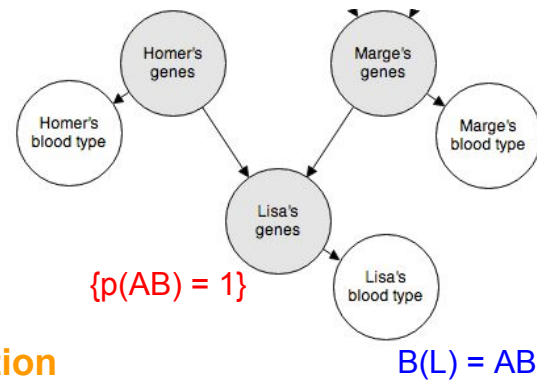 Homer's
genes
Marge's
genes
Homer's
blood type
Marge's
blood type
Lisa's
genes
{p(AB) = 1}
Lisa's
blood type
B(L) = AB